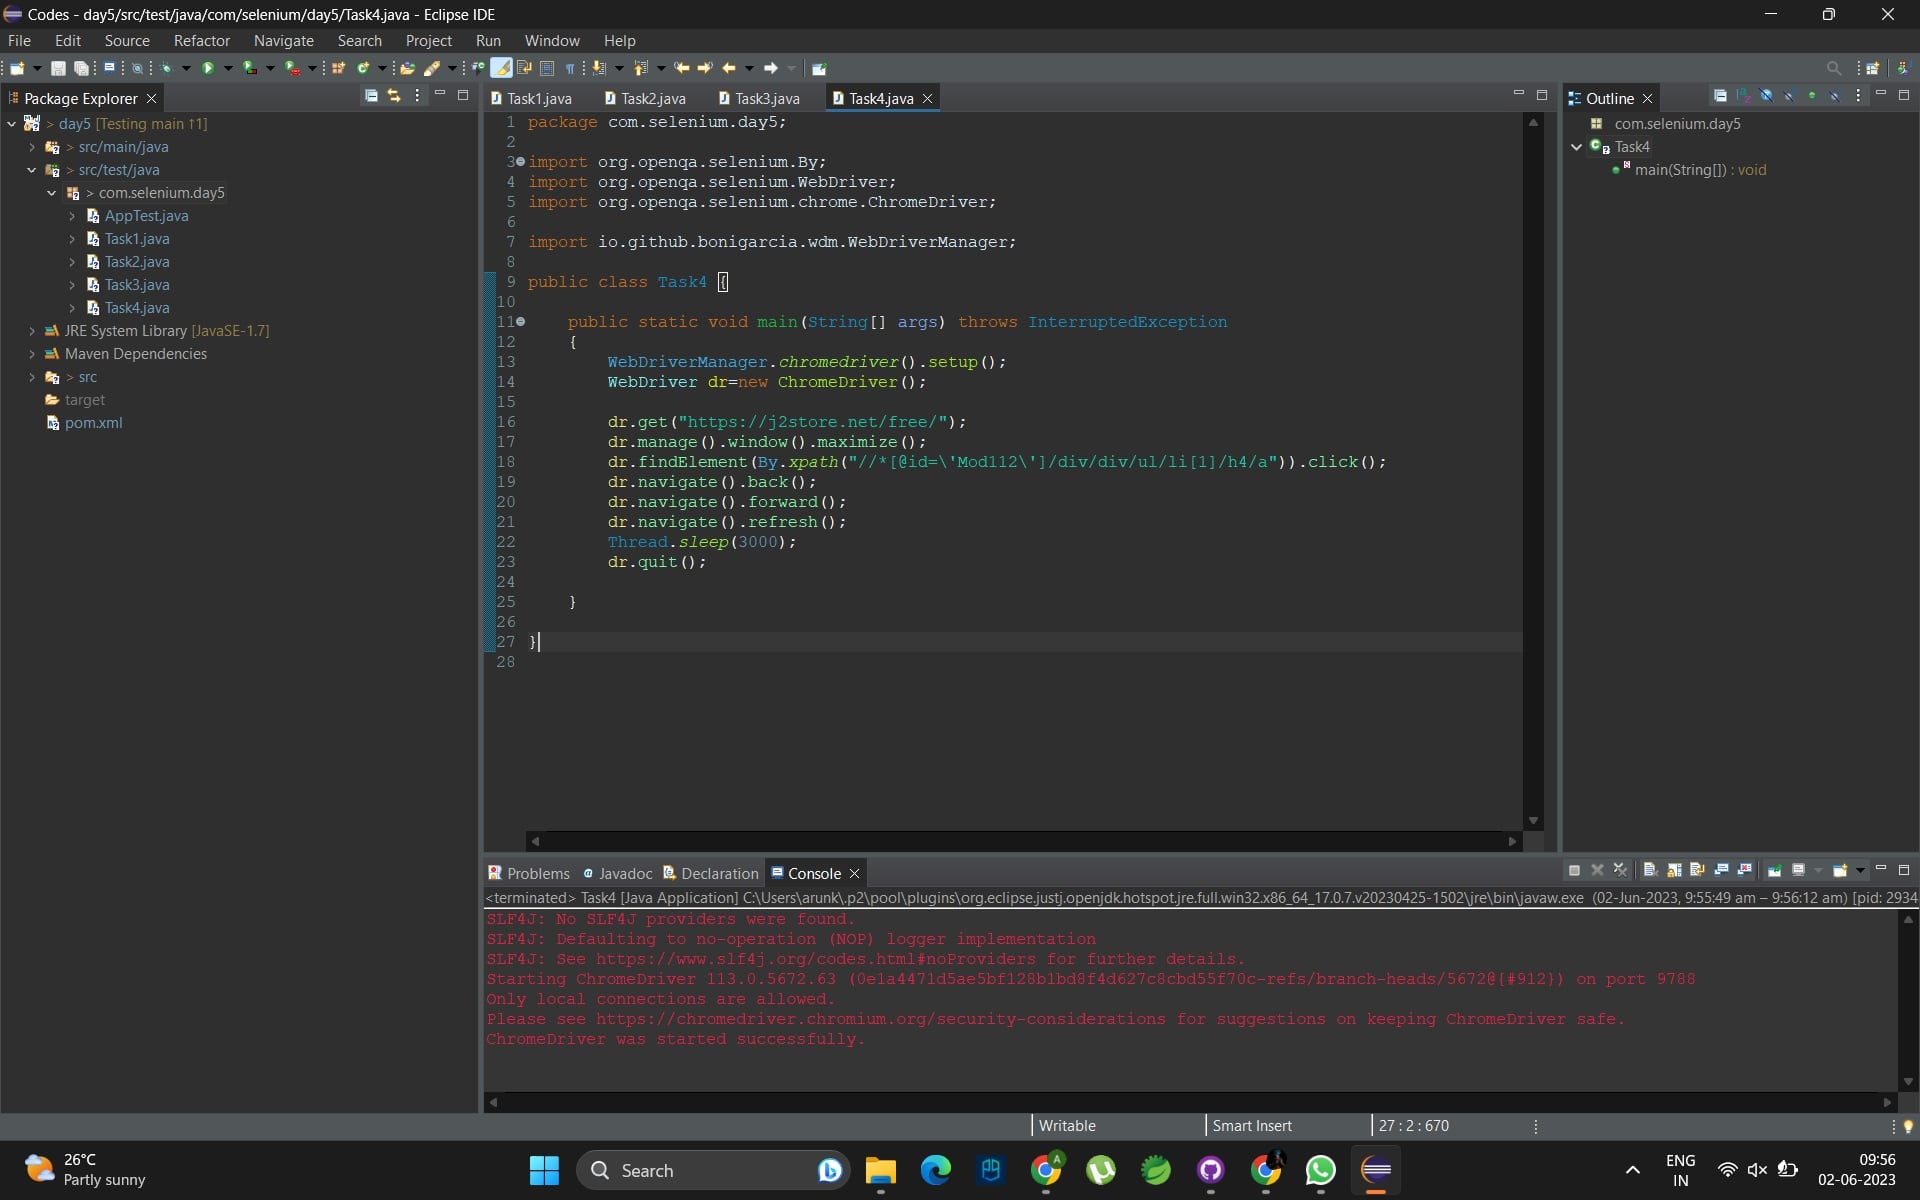 Codes - day5/src/test/java/com/selenium/day5/Task4.java - Eclipse IDE
File Edit Source Refactor Navigate Search Project Run Window Help
Package Explorer
> day5 [Testing main ↑1]
> src/main/java
> src/test/java
> com.selenium.day5
AppTest.java
Task1.java
Task2.java
Task3.java
Task4.java
JRE System Library [JavaSE-1.7]
Maven Dependencies
> src
target
pom.xml
Task1.java Task2.java Task3.java Task4.java
1 package com.selenium.day5;
2
3 import org.openqa.selenium.By;
4 import org.openqa.selenium.WebDriver;
5 import org.openqa.selenium.chrome.ChromeDriver;
6
7 import io.github.bonigarcia.wdm.WebDriverManager;
8
9 public class Task4 {
10
11 public static void main(String[] args) throws InterruptedException
12 {
13 WebDriverManager.chromedriver().setup();
14 WebDriver dr=new ChromeDriver();
15
16 dr.get("https://j2store.net/free/");
17 dr.manage().window().maximize();
18 dr.findElement(By.xpath("//*[@id=\'Mod112\']/div/div/ul/li[1]/h4/a")).click();
19 dr.navigate().back();
20 dr.navigate().forward();
21 dr.navigate().refresh();
22 Thread.sleep(3000);
23 dr.quit();
24
25 }
26
27 }
28
Outline
com.selenium.day5
Task4
main(String[]) : void
Problems Javadoc Declaration Console
<terminated> Task4 [Java Application] C:\Users\arunk\.p2\pool\plugins\org.eclipse.justj.openjdk.hotspot.jre.full.win32.x86_64_17.0.7.v20230425-1502\jre\bin\javaw.exe (02-Jun-2023, 9:55:49 am – 9:56:12 am) [pid: 2934
SLF4J: No SLF4J providers were found.
SLF4J: Defaulting to no-operation (NOP) logger implementation
SLF4J: See https://www.slf4j.org/codes.html#noProviders for further details.
Starting ChromeDriver 113.0.5672.63 (0e1a4471d5ae5bf128b1bd8f4d627c8cbd55f70c-refs/branch-heads/5672@{#912}) on port 9788
Only local connections are allowed.
Please see https://chromedriver.chromium.org/security-considerations for suggestions on keeping ChromeDriver safe.
ChromeDriver was started successfully.
Writable Smart Insert 27 : 2 : 670
26°C
Partly sunny
Search
ENG
IN
09:56
02-06-2023